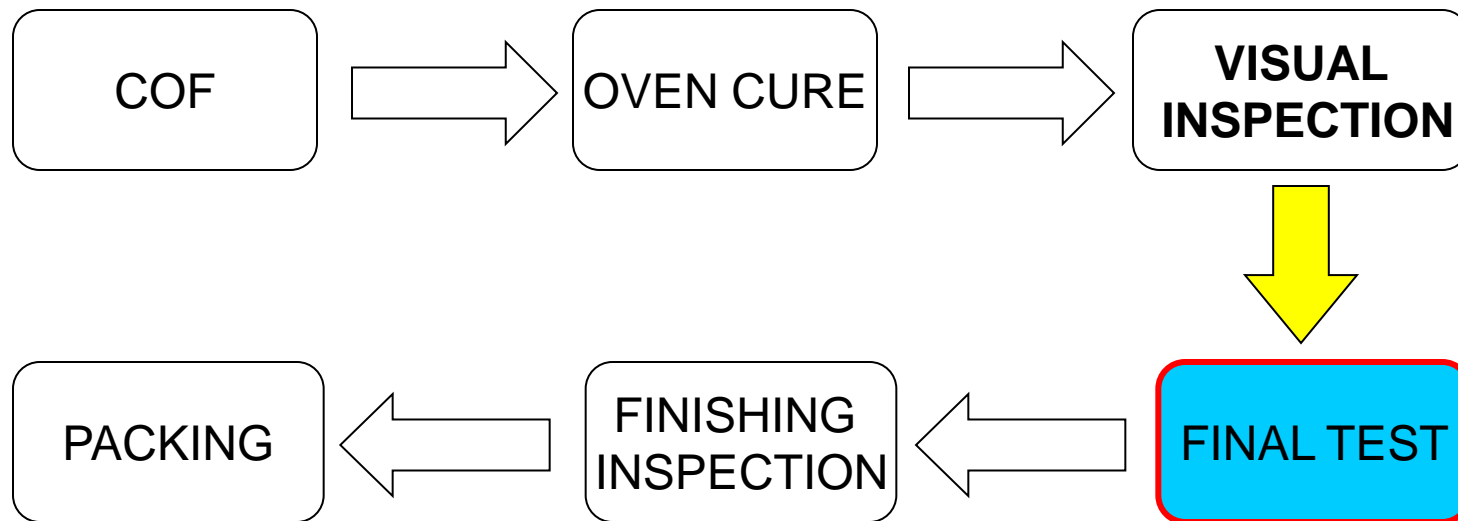 COF
OVEN CURE
VISUAL
INSPECTION
FINAL TEST
FINISHING
INSPECTION
PACKING